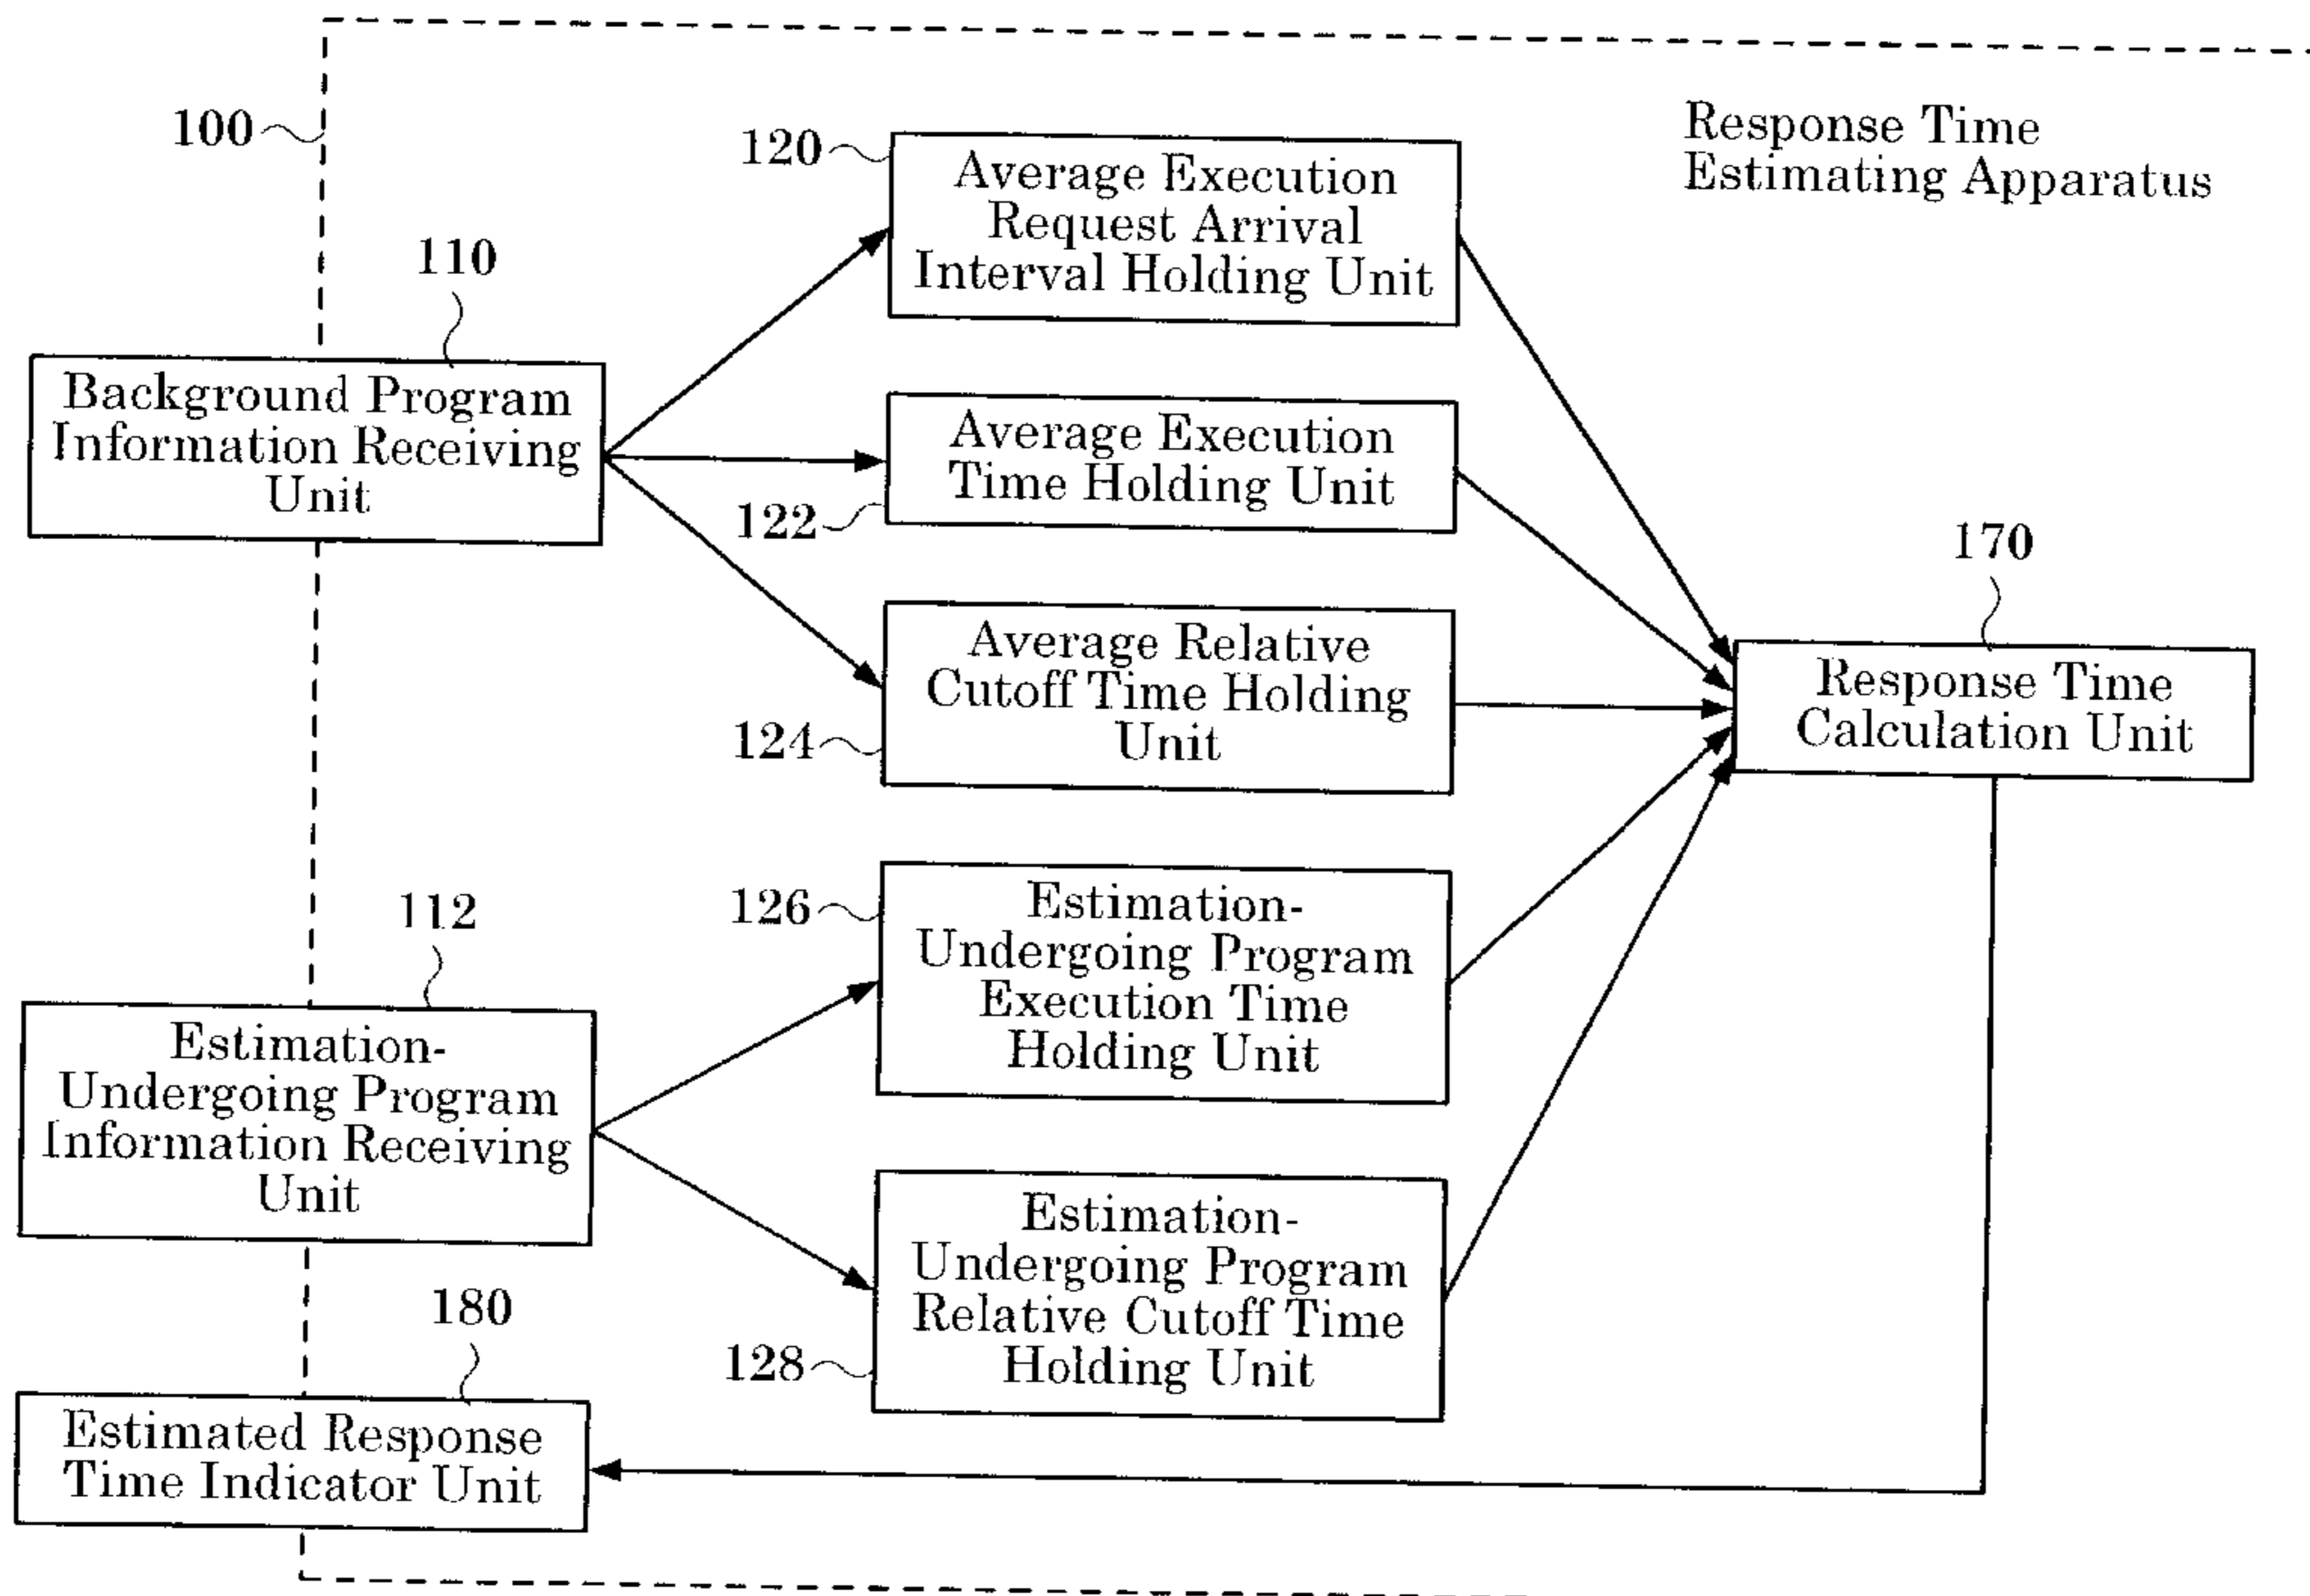 100
Response Time
Estimating Apparatus
120
Average Execution
Request Arrival
Interval Holding Unit
110
Background Program
Information Receiving
Unit
Average Execution
Time Holding Unit
122
170
Average Relative
Cutoff Time Holding
Unit
124
Response Time
Calculation Unit
112
126
Estimation-
Undergoing Program
Execution Time
Holding Unit
Estimation-
Undergoing Program
Information Receiving
Unit
Estimation-
Undergoing Program
Relative Cutoff Time
Holding Unit
128
180
Estimated Response
Time Indicator Unit